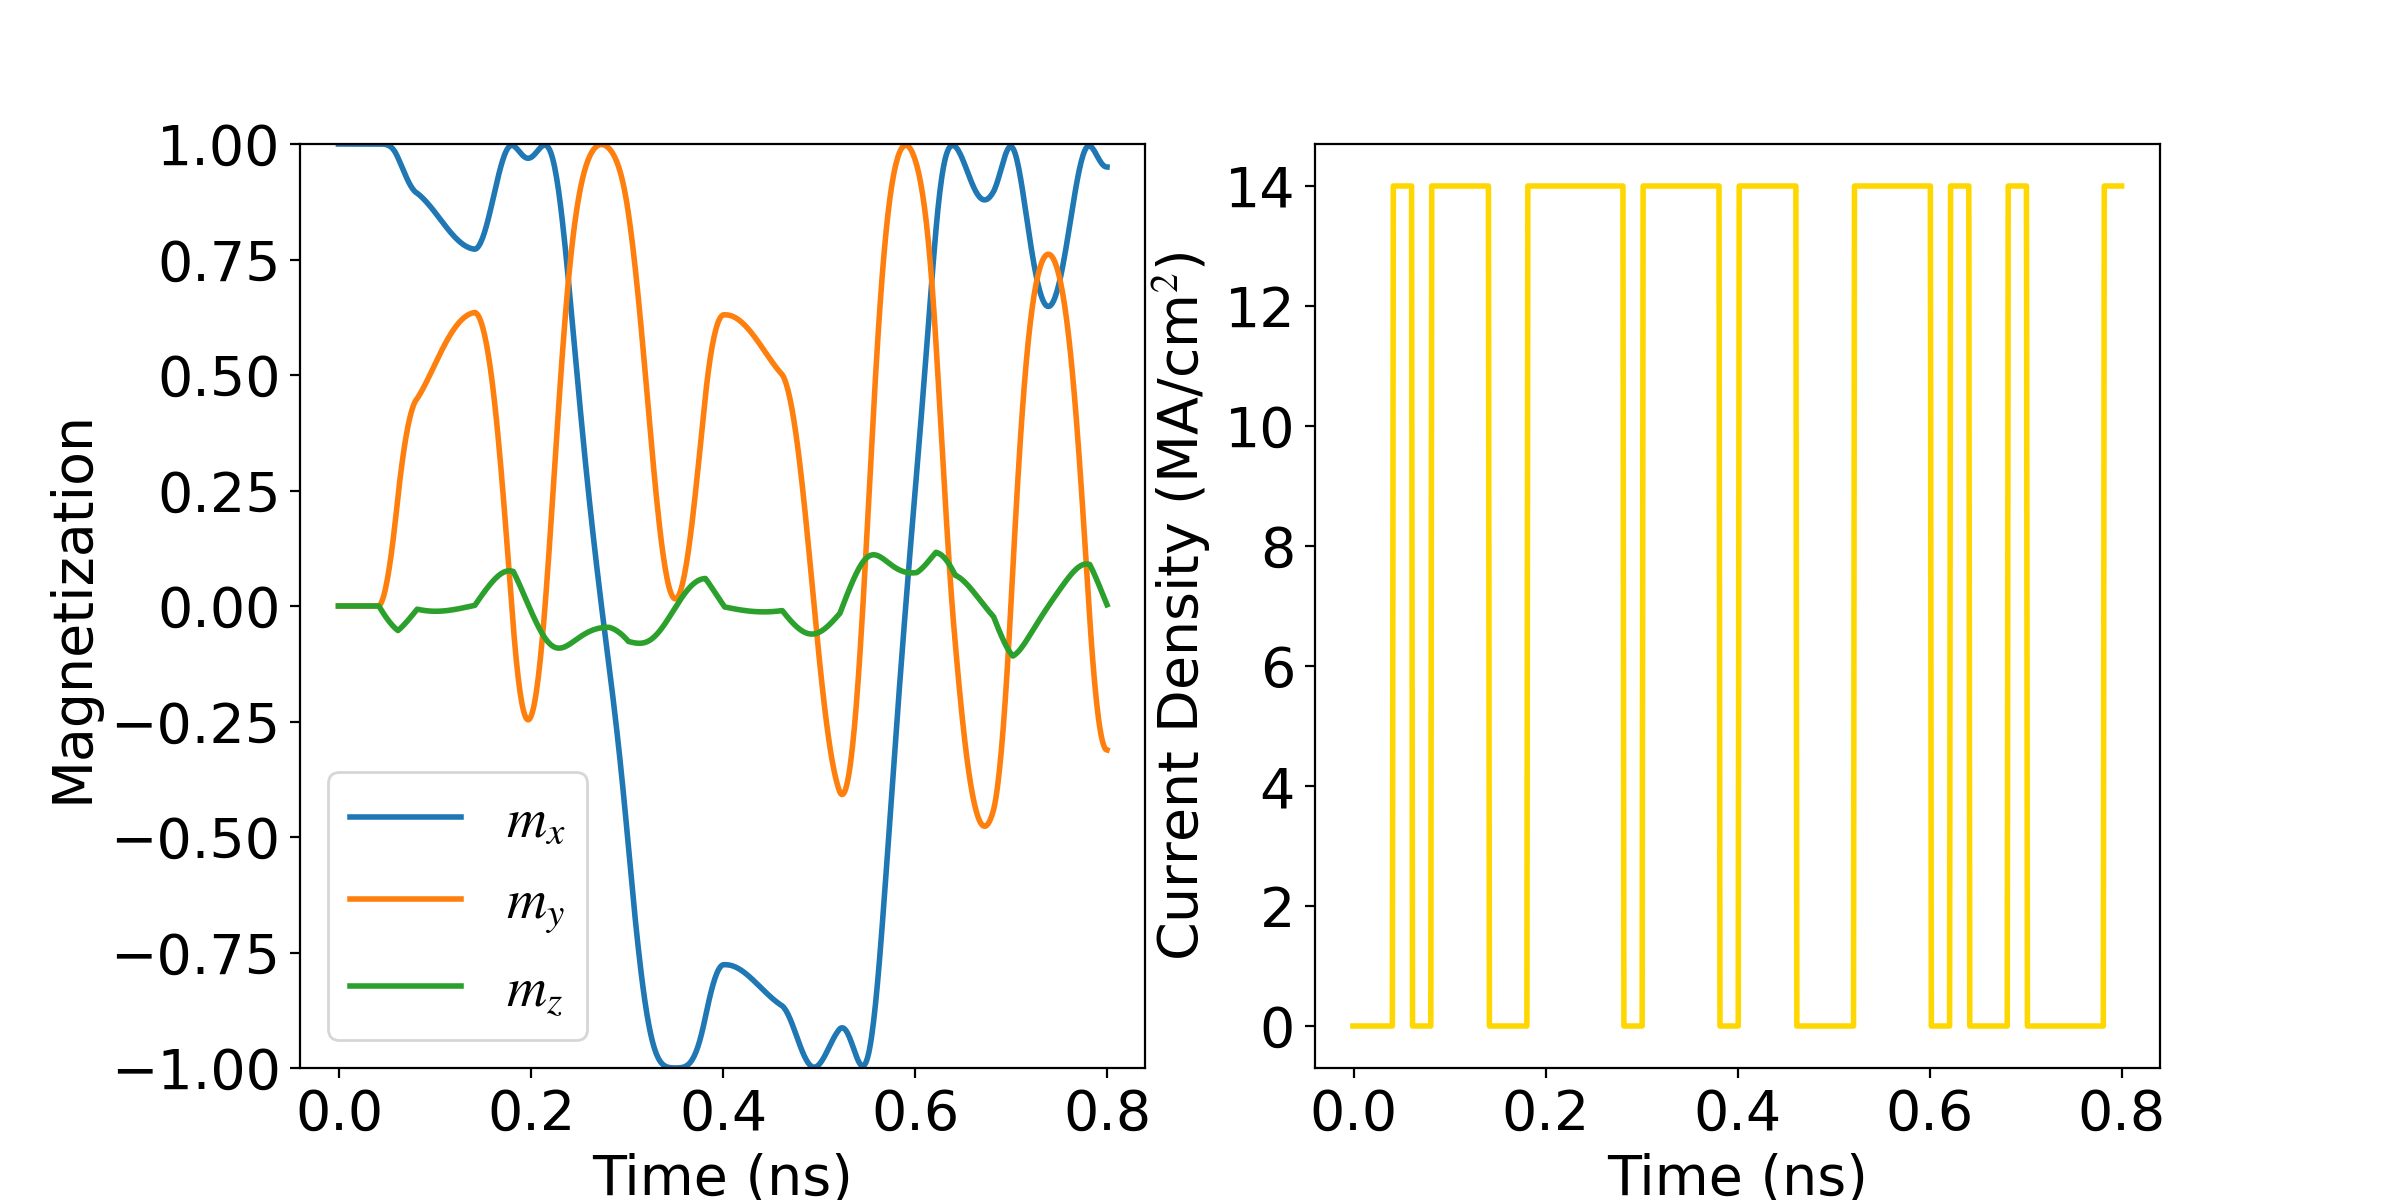 Magnetization
1.00
0.75
0.50
0.25
0.00
−0.25
−0.50
−0.75
−1.00
m_x
m_y
m_z
0.0 0.2 0.4 0.6 0.8
Time (ns)
Current Density (MA/cm²)
14
12
10
8
6
4
2
0
0.0 0.2 0.4 0.6 0.8
Time (ns)